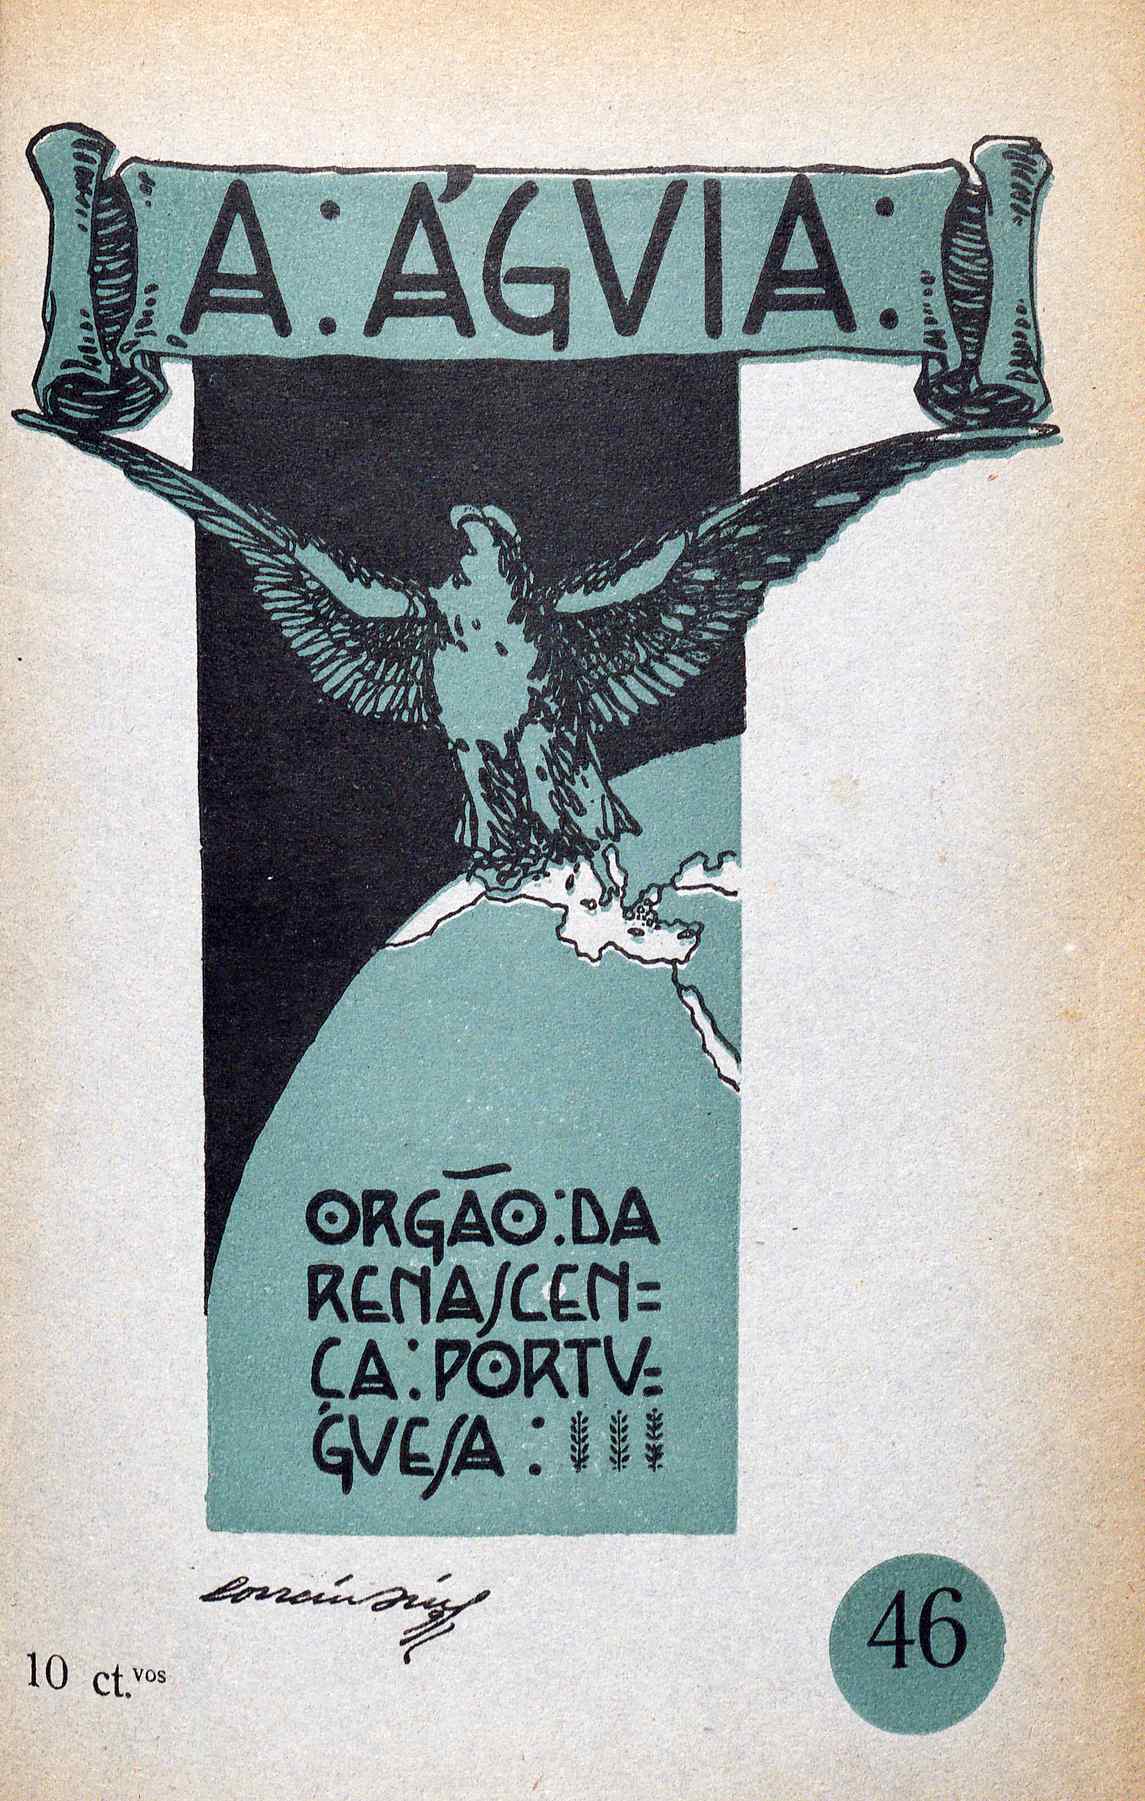 A : ÁGVIA :
ORGÃO : DA
RENASCEN=
ÇA : PORTV=
GVESA :
10 ct.vos
46